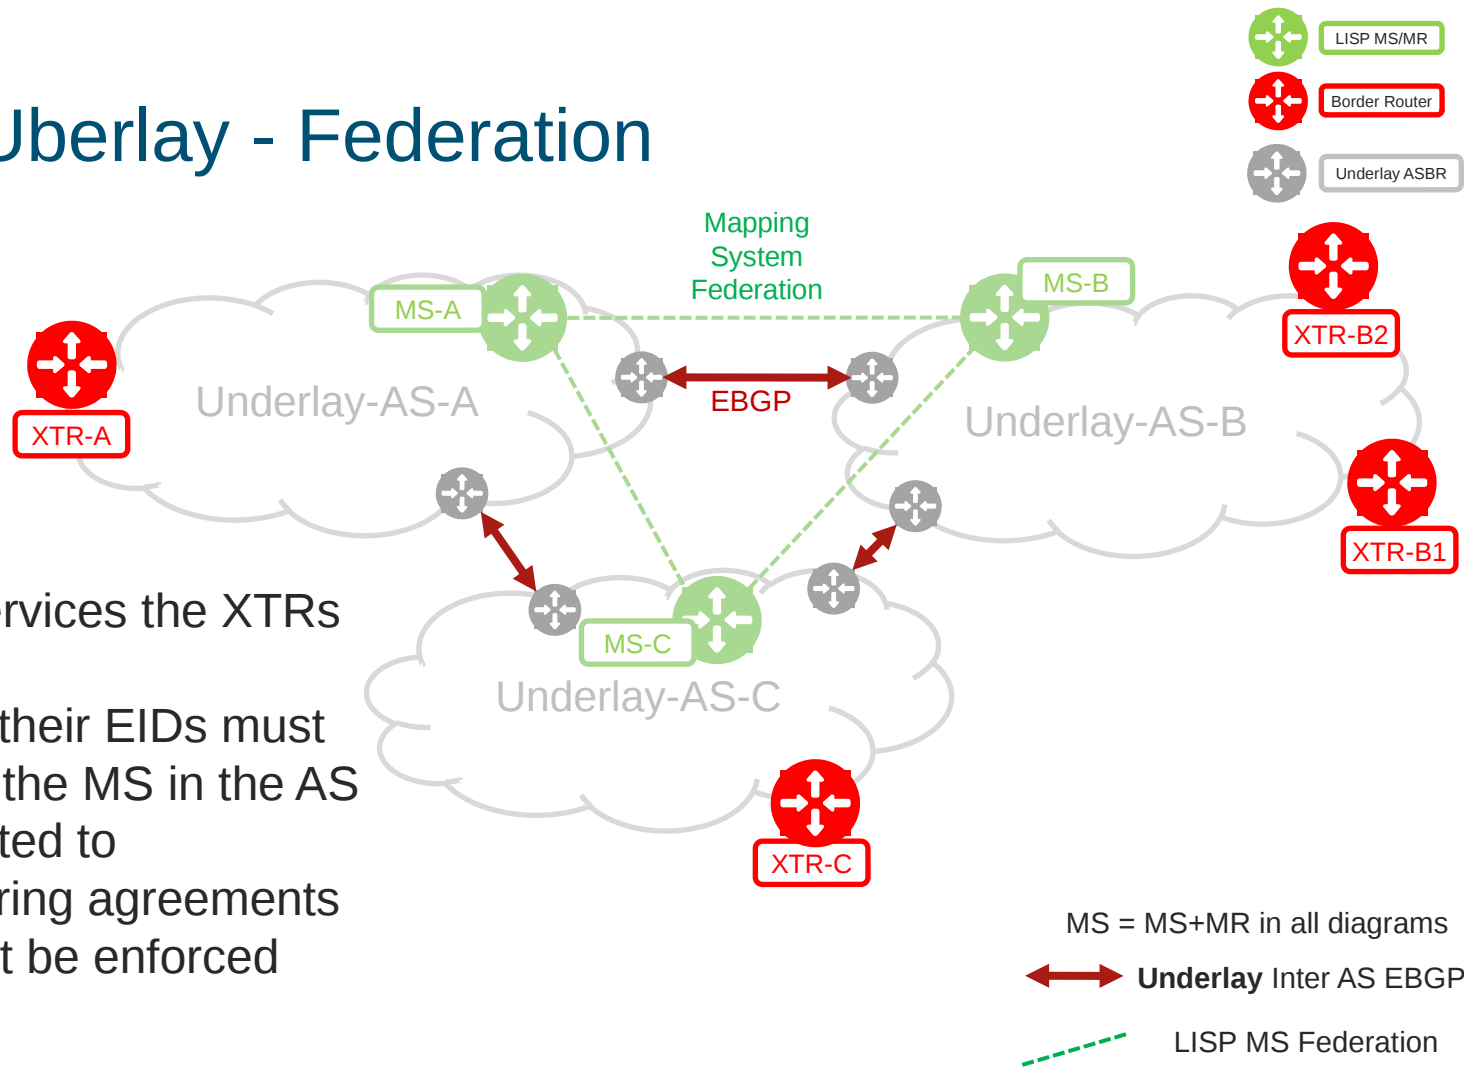 LISP MS/MR
Border Router
Underlay ASBR
Uberlay - Federation
Mapping
System
Federation
MS-A
MS-B
XTR-B2
XTR-A
Underlay-AS-A
EBGP
Underlay-AS-B
XTR-B1
rvices the XTRs
MS-C
Underlay-AS-C
their EIDs must
the MS in the AS
ted to
XTR-C
ring agreements
t be enforced
MS = MS+MR in all diagrams
Underlay Inter AS EBGP
LISP MS Federation